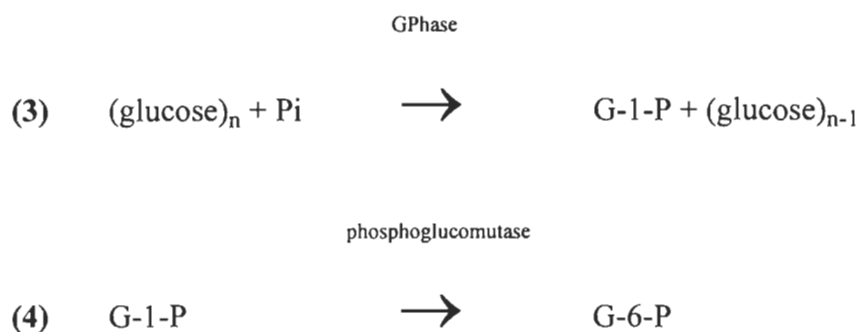 GPhase
(3) (glucose)n + Pi → G-1-P + (glucose)n-1
phosphoglucomutase
(4) G-1-P → G-6-P